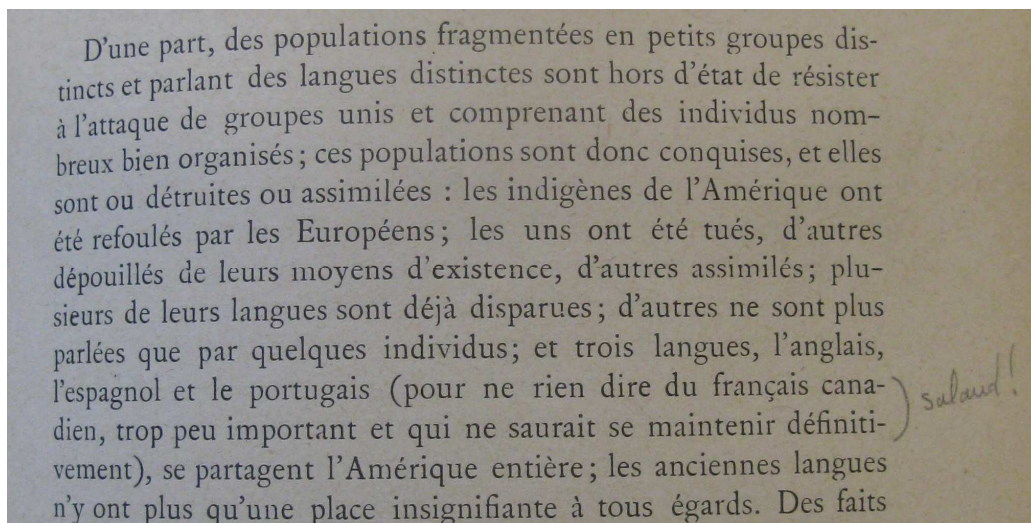 D'une part, des populations fragmentées en petits groupes dis-
tincts et parlant des langues distinctes sont hors d'état de résister
à l'attaque de groupes unis et comprenant des individus nom-
breux bien organisés ; ces populations sont donc conquises, et elles
sont ou détruites ou assimilées : les indigènes de l'Amérique ont
été refoulés par les Européens ; les uns ont été tués, d'autres
dépouillés de leurs moyens d'existence, d'autres assimilés ; plu-
sieurs de leurs langues sont déjà disparues ; d'autres ne sont plus
parlées que par quelques individus ; et trois langues, l'anglais,
l'espagnol et le portugais (pour ne rien dire du français cana-
dien, trop peu important et qui ne saurait se maintenir définiti-
vement), se partagent l'Amérique entière ; les anciennes langues
n'y ont plus qu'une place insignifiante à tous égards. Des faits
salaud !